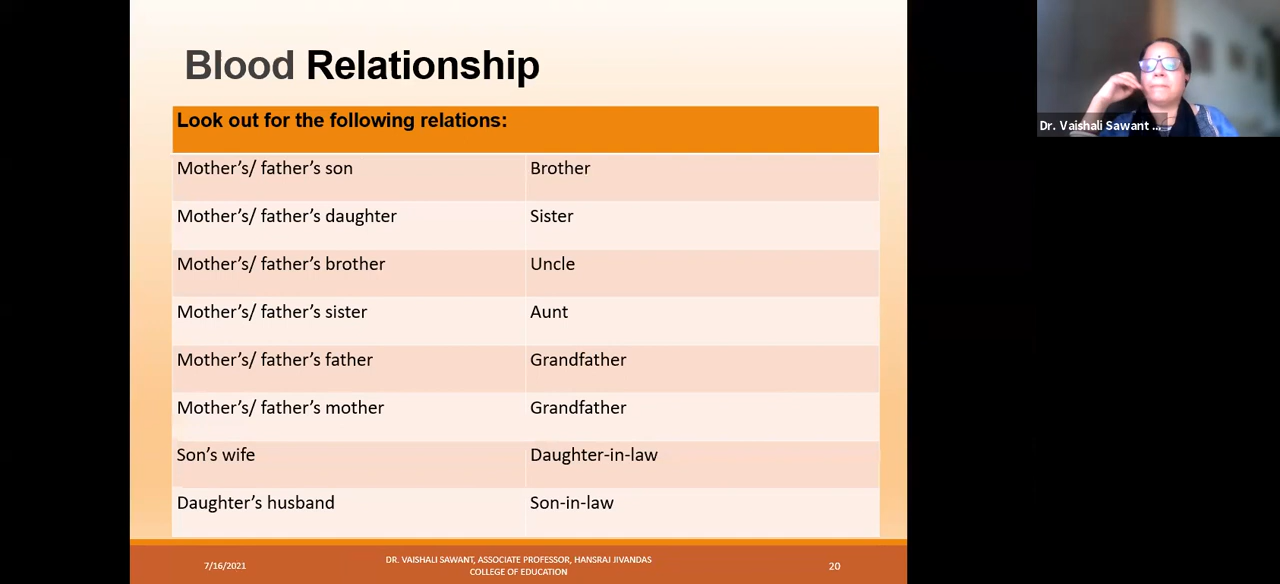 Blood Relationship
Look out for the following relations:
Mother's/ father's son Brother
Mother's/ father's daughter Sister
Mother's/ father's brother Uncle
Mother's/ father's sister Aunt
Mother's/ father's father Grandfather
Mother's/ father's mother Grandfather
Son's wife Daughter-in-law
Daughter's husband Son-in-law
7/16/2021
DR. VAISHALI SAWANT, ASSOCIATE PROFESSOR, HANSRAJ JIVANDAS
COLLEGE OF EDUCATION
20
Dr. Vaishali Sawant ...